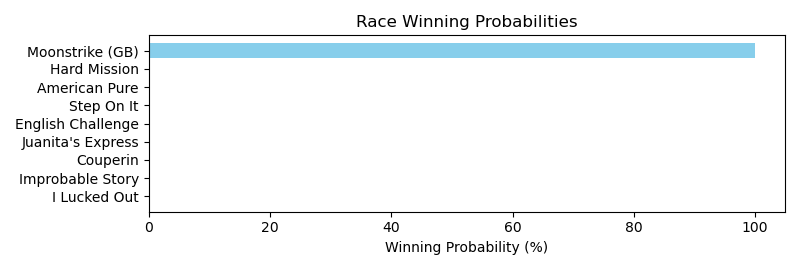 Race Winning Probabilities
Moonstrike (GB)
Hard Mission
American Pure
Step On It
English Challenge
Juanita's Express
Couperin
Improbable Story
I Lucked Out
0 20 40 60 80 100
Winning Probability (%)